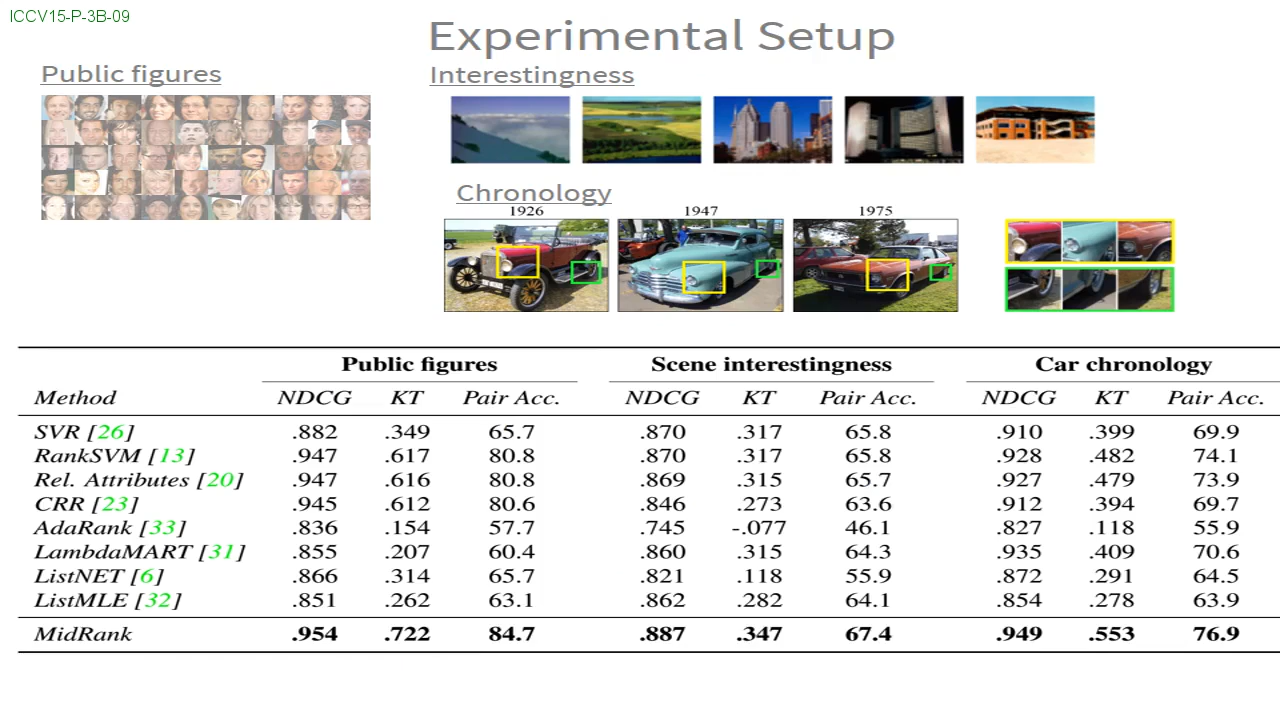 ICCV15-P-3B-09
Experimental Setup
Public figures
Interestingness
Chronology
1926 1947 1975
Public figures Scene interestingness Car chronology
Method NDCG KT Pair Acc. NDCG KT Pair Acc. NDCG KT Pair Acc.
SVR [26] .882 .349 65.7 .870 .317 65.8 .910 .399 69.9
RankSVM [13] .947 .617 80.8 .870 .317 65.8 .928 .482 74.1
Rel. Attributes [20] .947 .616 80.8 .869 .315 65.7 .927 .479 73.9
CRR [23] .945 .612 80.6 .846 .273 63.6 .912 .394 69.7
AdaRank [33] .836 .154 57.7 .745 -.077 46.1 .827 .118 55.9
LambdaMART [31] .855 .207 60.4 .860 .315 64.3 .935 .409 70.6
ListNET [6] .866 .314 65.7 .821 .118 55.9 .872 .291 64.5
ListMLE [32] .851 .262 63.1 .862 .282 64.1 .854 .278 63.9
MidRank .954 .722 84.7 .887 .347 67.4 .949 .553 76.9